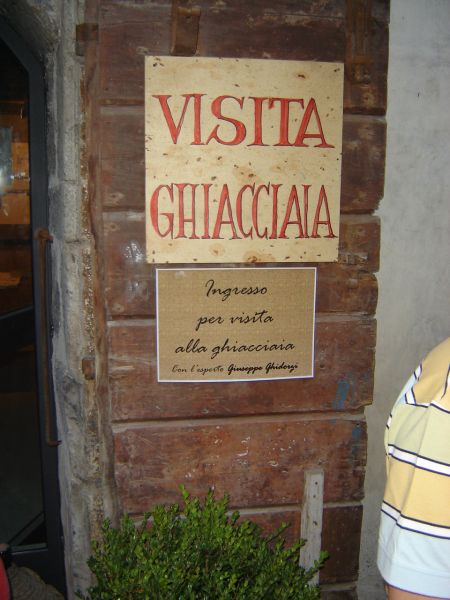 VISITA
GHIACCIAIA
Ingresso
per visita
alla ghiacciaia
Con l'esperto Giuseppe Ghidorzi